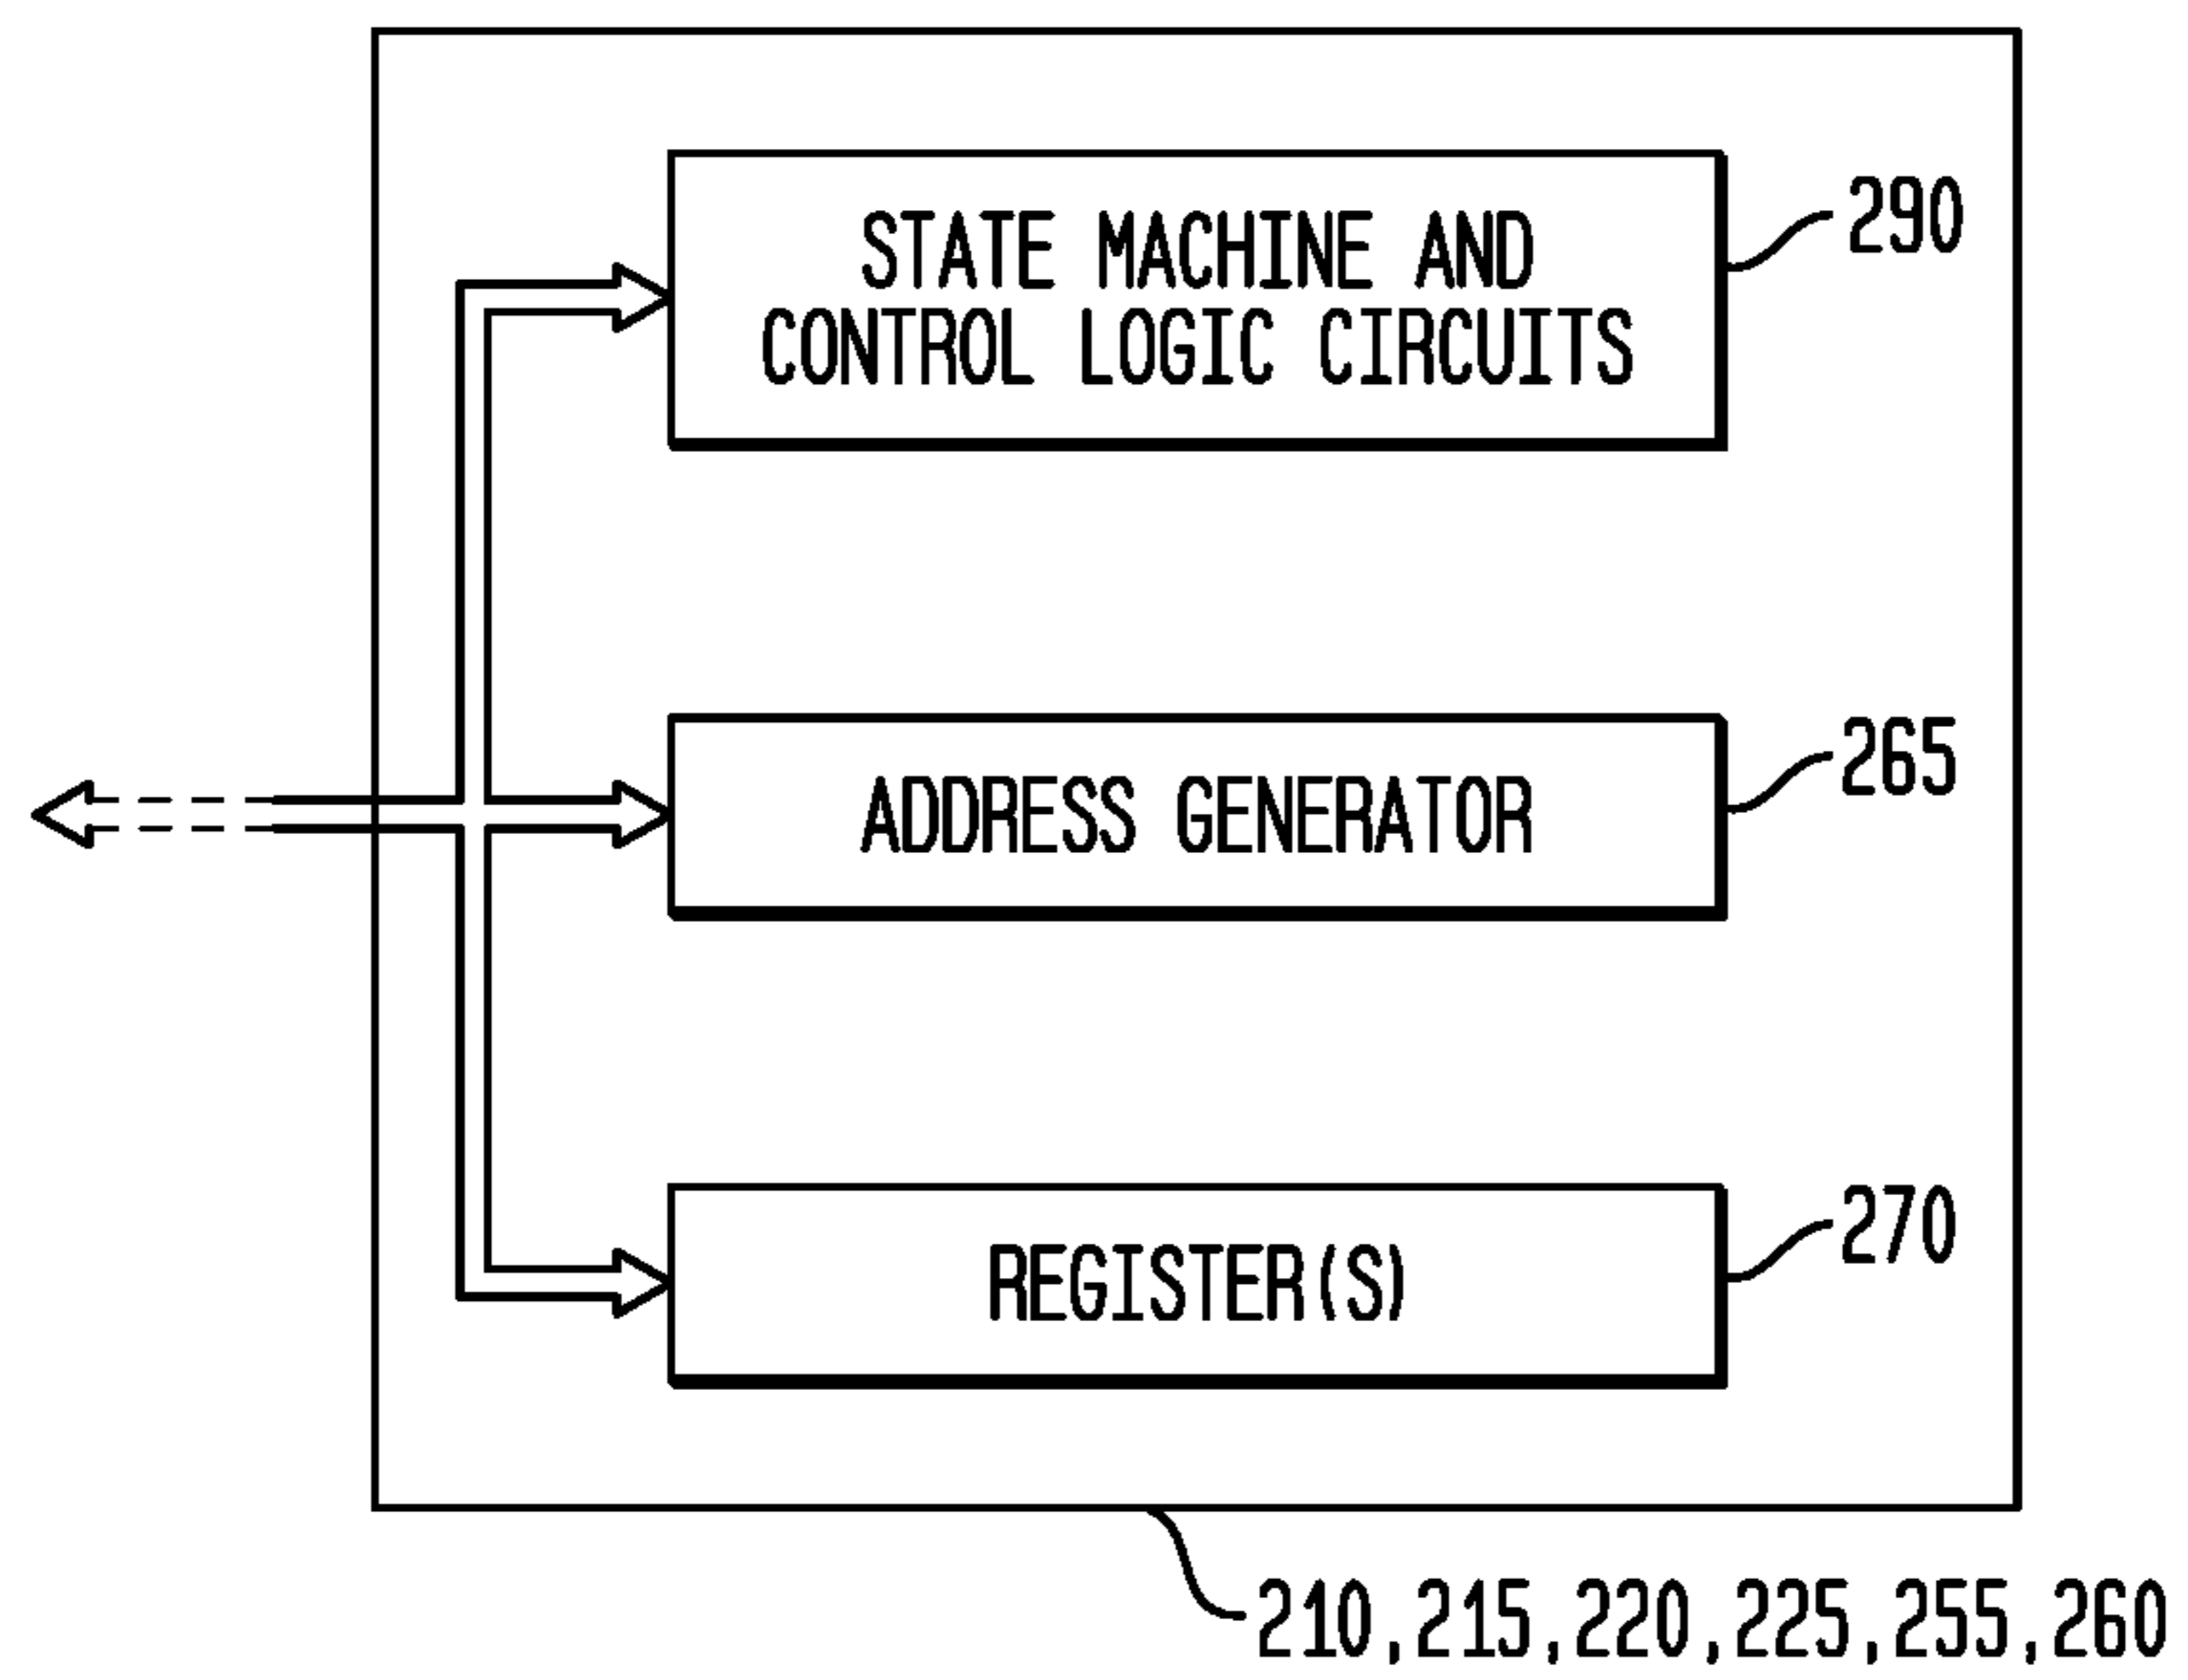 STATE MACHINE AND
CONTROL LOGIC CIRCUITS
290
ADDRESS GENERATOR
265
REGISTER(S)
270
210,215,220,225,255,260